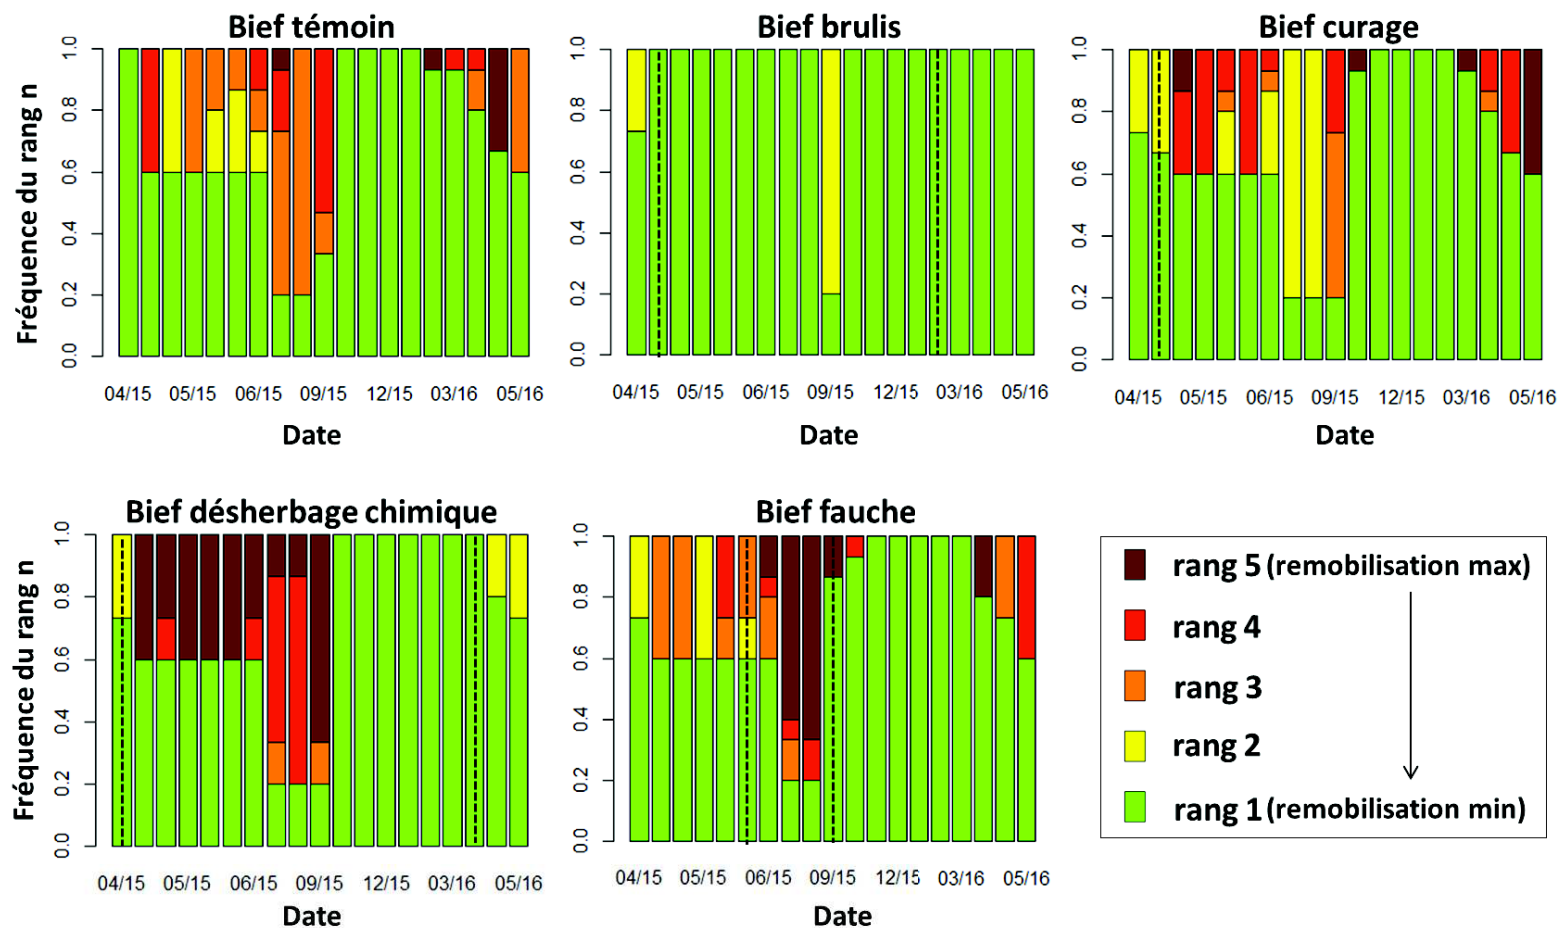 Bief témoin
Fréquence du rang n
1.0
0.8
0.6
0.4
0.2
0.0
04/15 05/15 06/15 09/15 12/15 03/16 05/16
Date
Bief brulis
1.0
0.8
0.6
0.4
0.2
0.0
04/15 05/15 06/15 09/15 12/15 03/16 05/16
Date
Bief curage
1.0
0.8
0.6
0.4
0.2
0.0
04/15 05/15 06/15 09/15 12/15 03/16 05/16
Date
Bief désherbage chimique
Fréquence du rang n
1.0
0.8
0.6
0.4
0.2
0.0
04/15 05/15 06/15 09/15 12/15 03/16 05/16
Date
Bief fauche
1.0
0.8
0.6
0.4
0.2
0.0
04/15 05/15 06/15 09/15 12/15 03/16 05/16
Date
rang 5 (remobilisation max)
rang 4
rang 3
rang 2
rang 1 (remobilisation min)